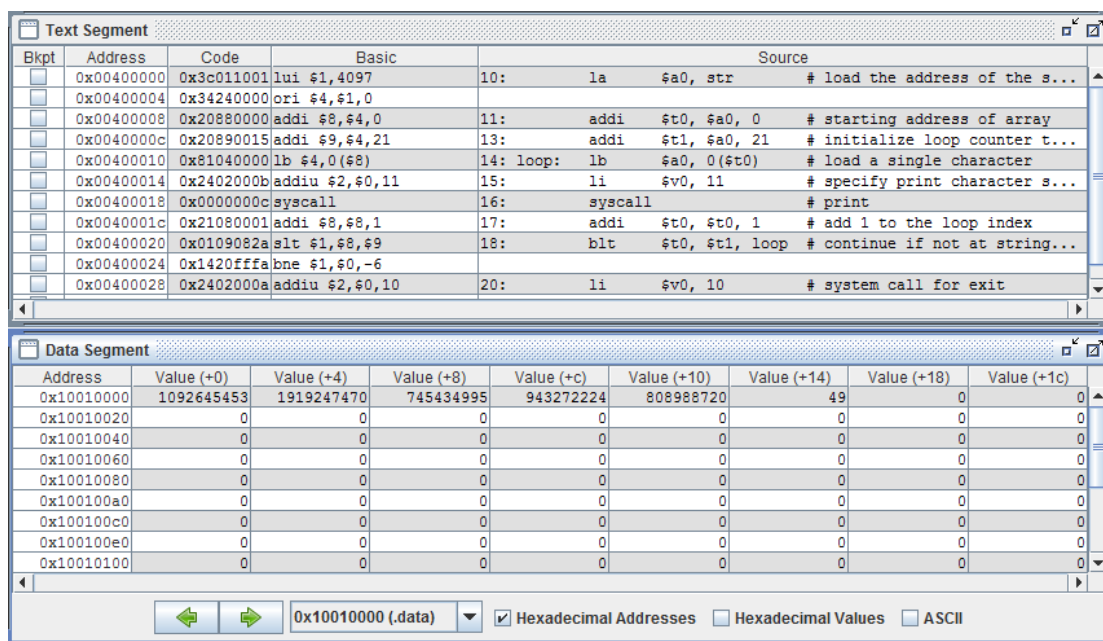 Text Segment
Bkpt Address Code Basic Source
0x00400000 0x3c011001 lui $1,4097 10: la $a0, str # load the address of the s...
0x00400004 0x34240000 ori $4,$1,0
0x00400008 0x20880000 addi $8,$4,0 11: addi $t0, $a0, 0 # starting address of array
0x0040000c 0x20890015 addi $9,$4,21 13: addi $t1, $a0, 21 # initialize loop counter t...
0x00400010 0x81040000 lb $4,0($8) 14: loop: lb $a0, 0($t0) # load a single character
0x00400014 0x2402000b addiu $2,$0,11 15: li $v0, 11 # specify print character s...
0x00400018 0x0000000c syscall 16: syscall # print
0x0040001c 0x21080001 addi $8,$8,1 17: addi $t0, $t0, 1 # add 1 to the loop index
0x00400020 0x0109082a slt $1,$8,$9 18: blt $t0, $t1, loop # continue if not at string...
0x00400024 0x1420fffa bne $1,$0,-6
0x00400028 0x2402000a addiu $2,$0,10 20: li $v0, 10 # system call for exit
Data Segment
Address Value (+0) Value (+4) Value (+8) Value (+c) Value (+10) Value (+14) Value (+18) Value (+1c)
0x10010000 1092645453 1919247470 745434995 943272224 808988720 49 0 0
0x10010020 0 0 0 0 0 0 0 0
0x10010040 0 0 0 0 0 0 0 0
0x10010060 0 0 0 0 0 0 0 0
0x10010080 0 0 0 0 0 0 0 0
0x100100a0 0 0 0 0 0 0 0 0
0x100100c0 0 0 0 0 0 0 0 0
0x100100e0 0 0 0 0 0 0 0 0
0x10010100 0 0 0 0 0 0 0 0
0x10010000 (.data) Hexadecimal Addresses Hexadecimal Values ASCII